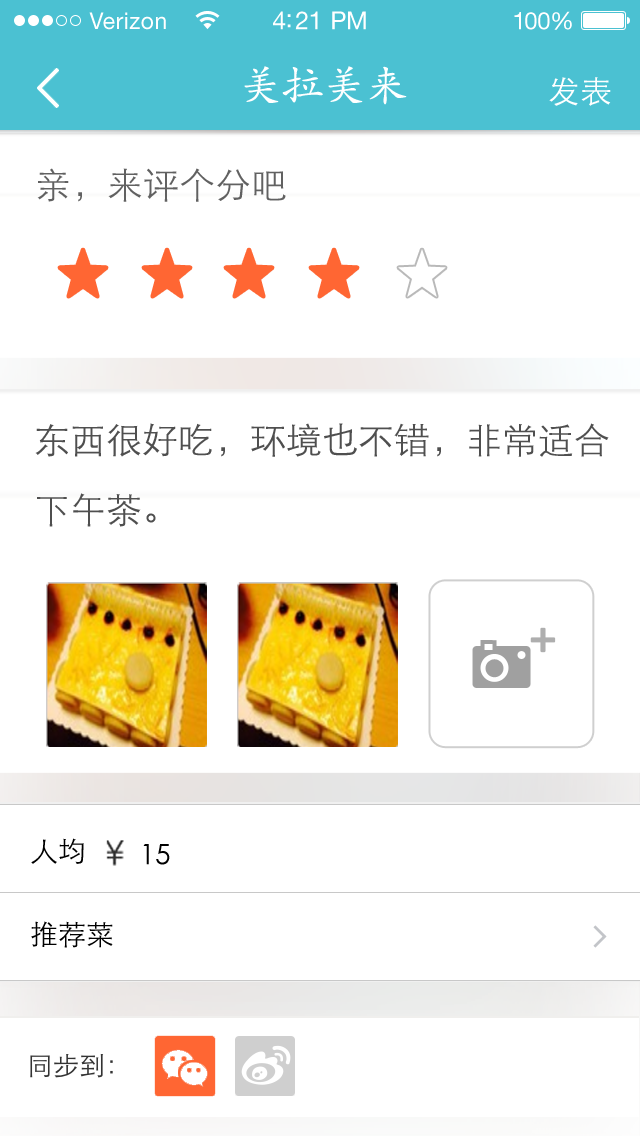 Verizon 4:21 PM 100%
美拉美来 发表
亲，来评个分吧
东西很好吃，环境也不错，非常适合
下午茶。
人均 ￥ 15
推荐菜
同步到：